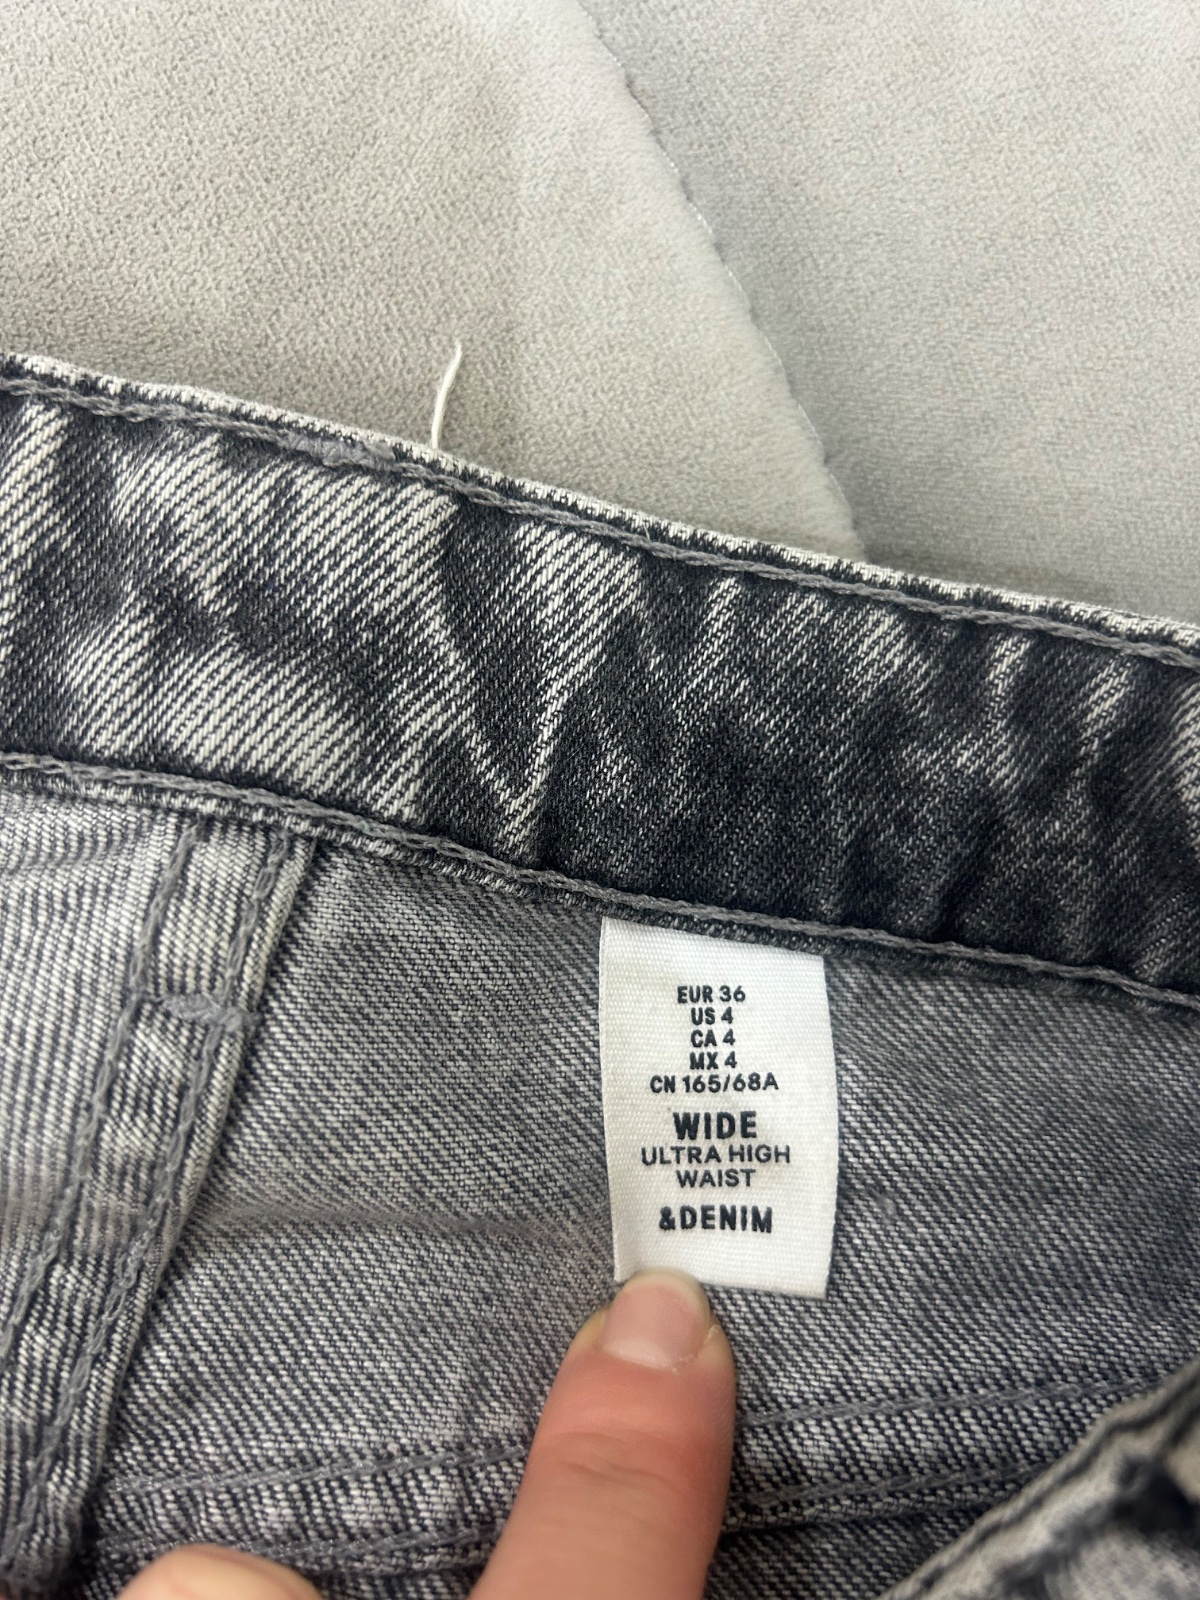 EUR 36
US 4
CA 4
MX 4
CN 165/68A
WIDE
ULTRA HIGH
WAIST
&DENIM